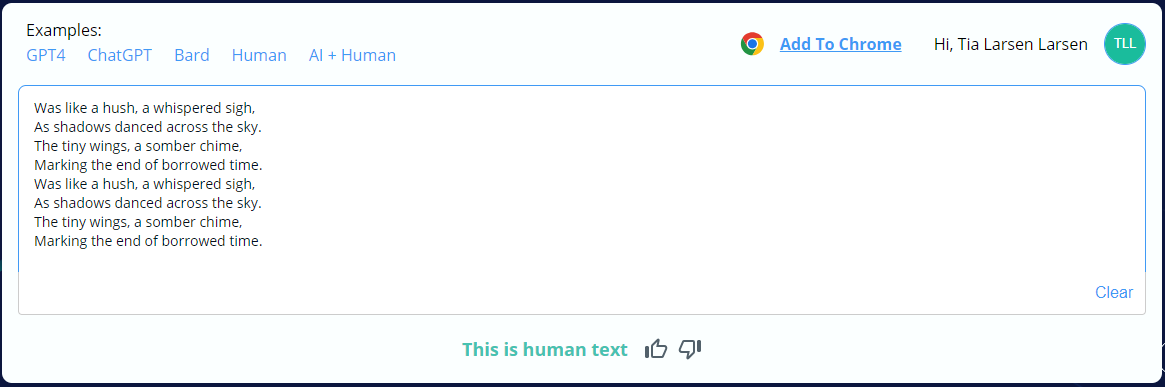 Examples:
GPT4 ChatGPT Bard Human AI + Human
Add To Chrome Hi, Tia Larsen Larsen TLL
Was like a hush, a whispered sigh,
As shadows danced across the sky.
The tiny wings, a somber chime,
Marking the end of borrowed time.
Was like a hush, a whispered sigh,
As shadows danced across the sky.
The tiny wings, a somber chime,
Marking the end of borrowed time.
Clear
This is human text